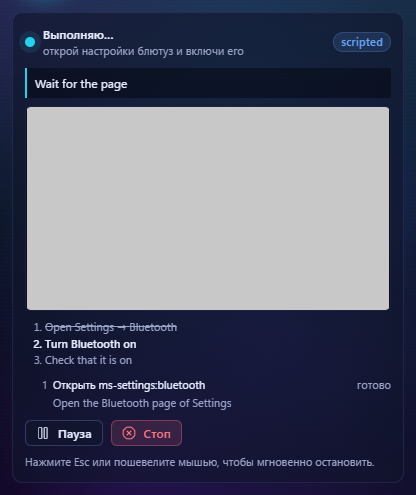 Выполняю...
открой настройки блютуз и включи его
scripted
Wait for the page
1. Open Settings → Bluetooth
2. Turn Bluetooth on
3. Check that it is on
1 Открыть ms-settings:bluetooth готово
Open the Bluetooth page of Settings
Пауза Стоп
Нажмите Esc или пошевелите мышью, чтобы мгновенно остановить.